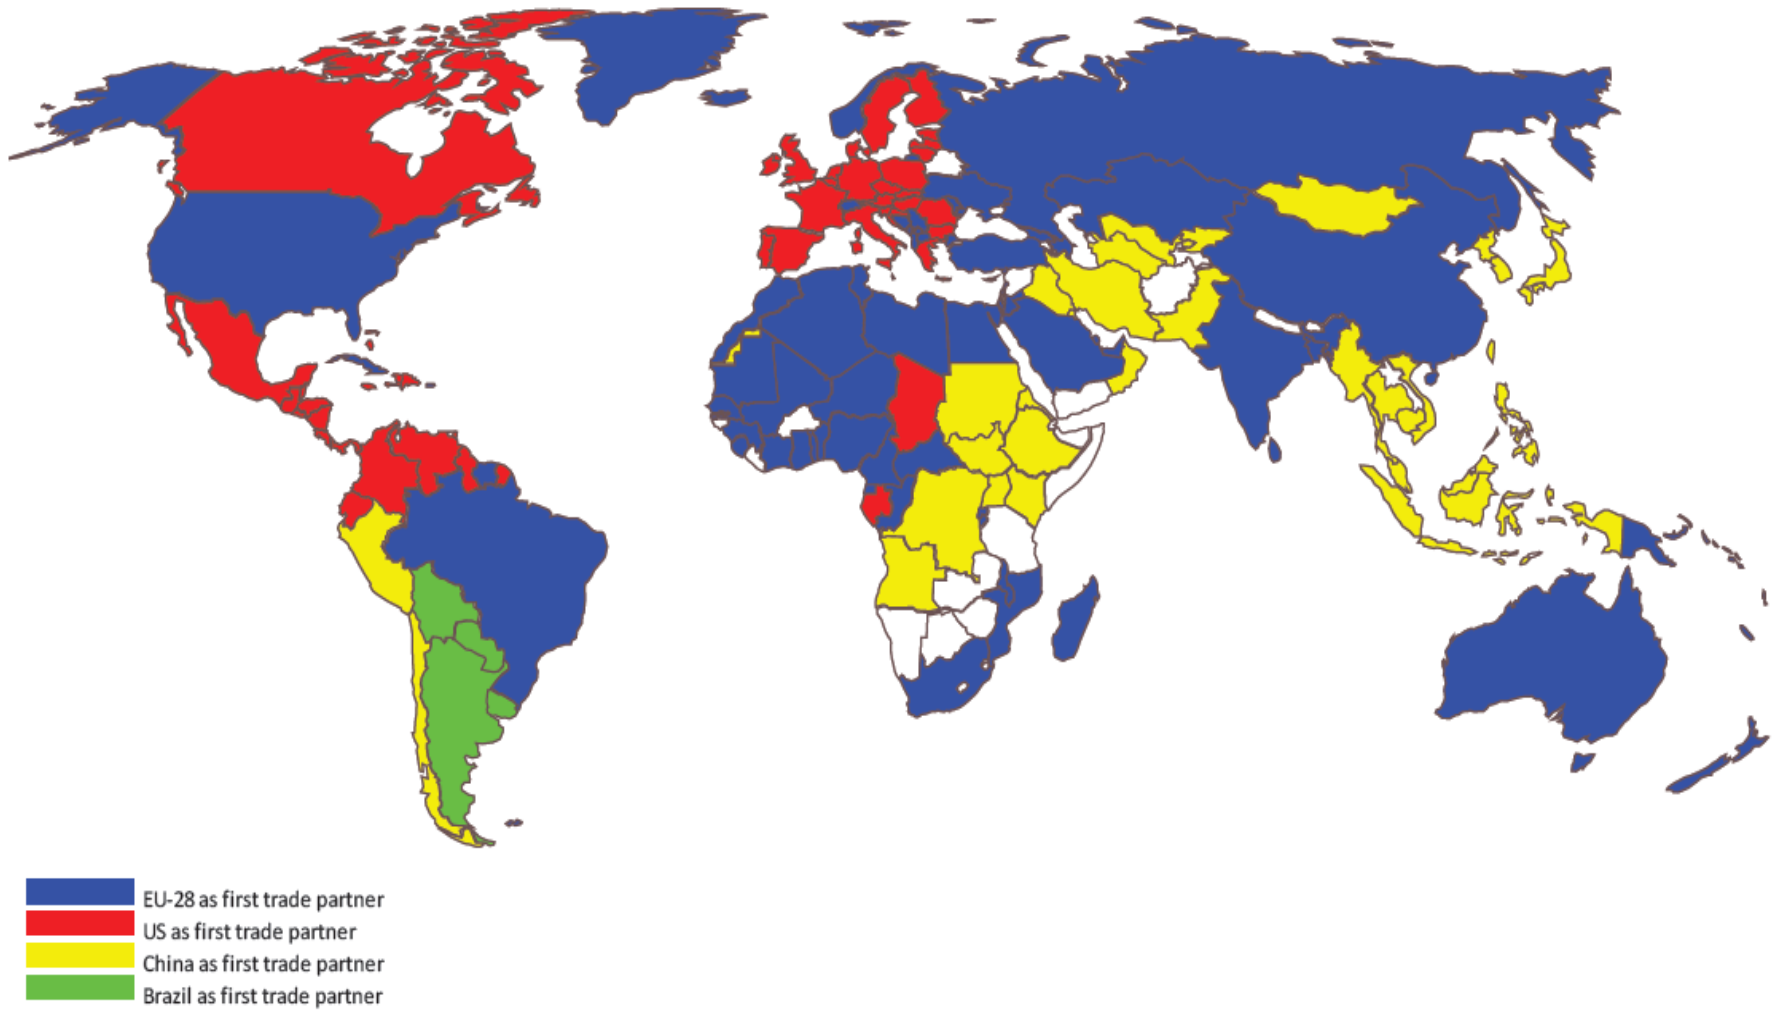 EU-28 as first trade partner
US as first trade partner
China as first trade partner
Brazil as first trade partner